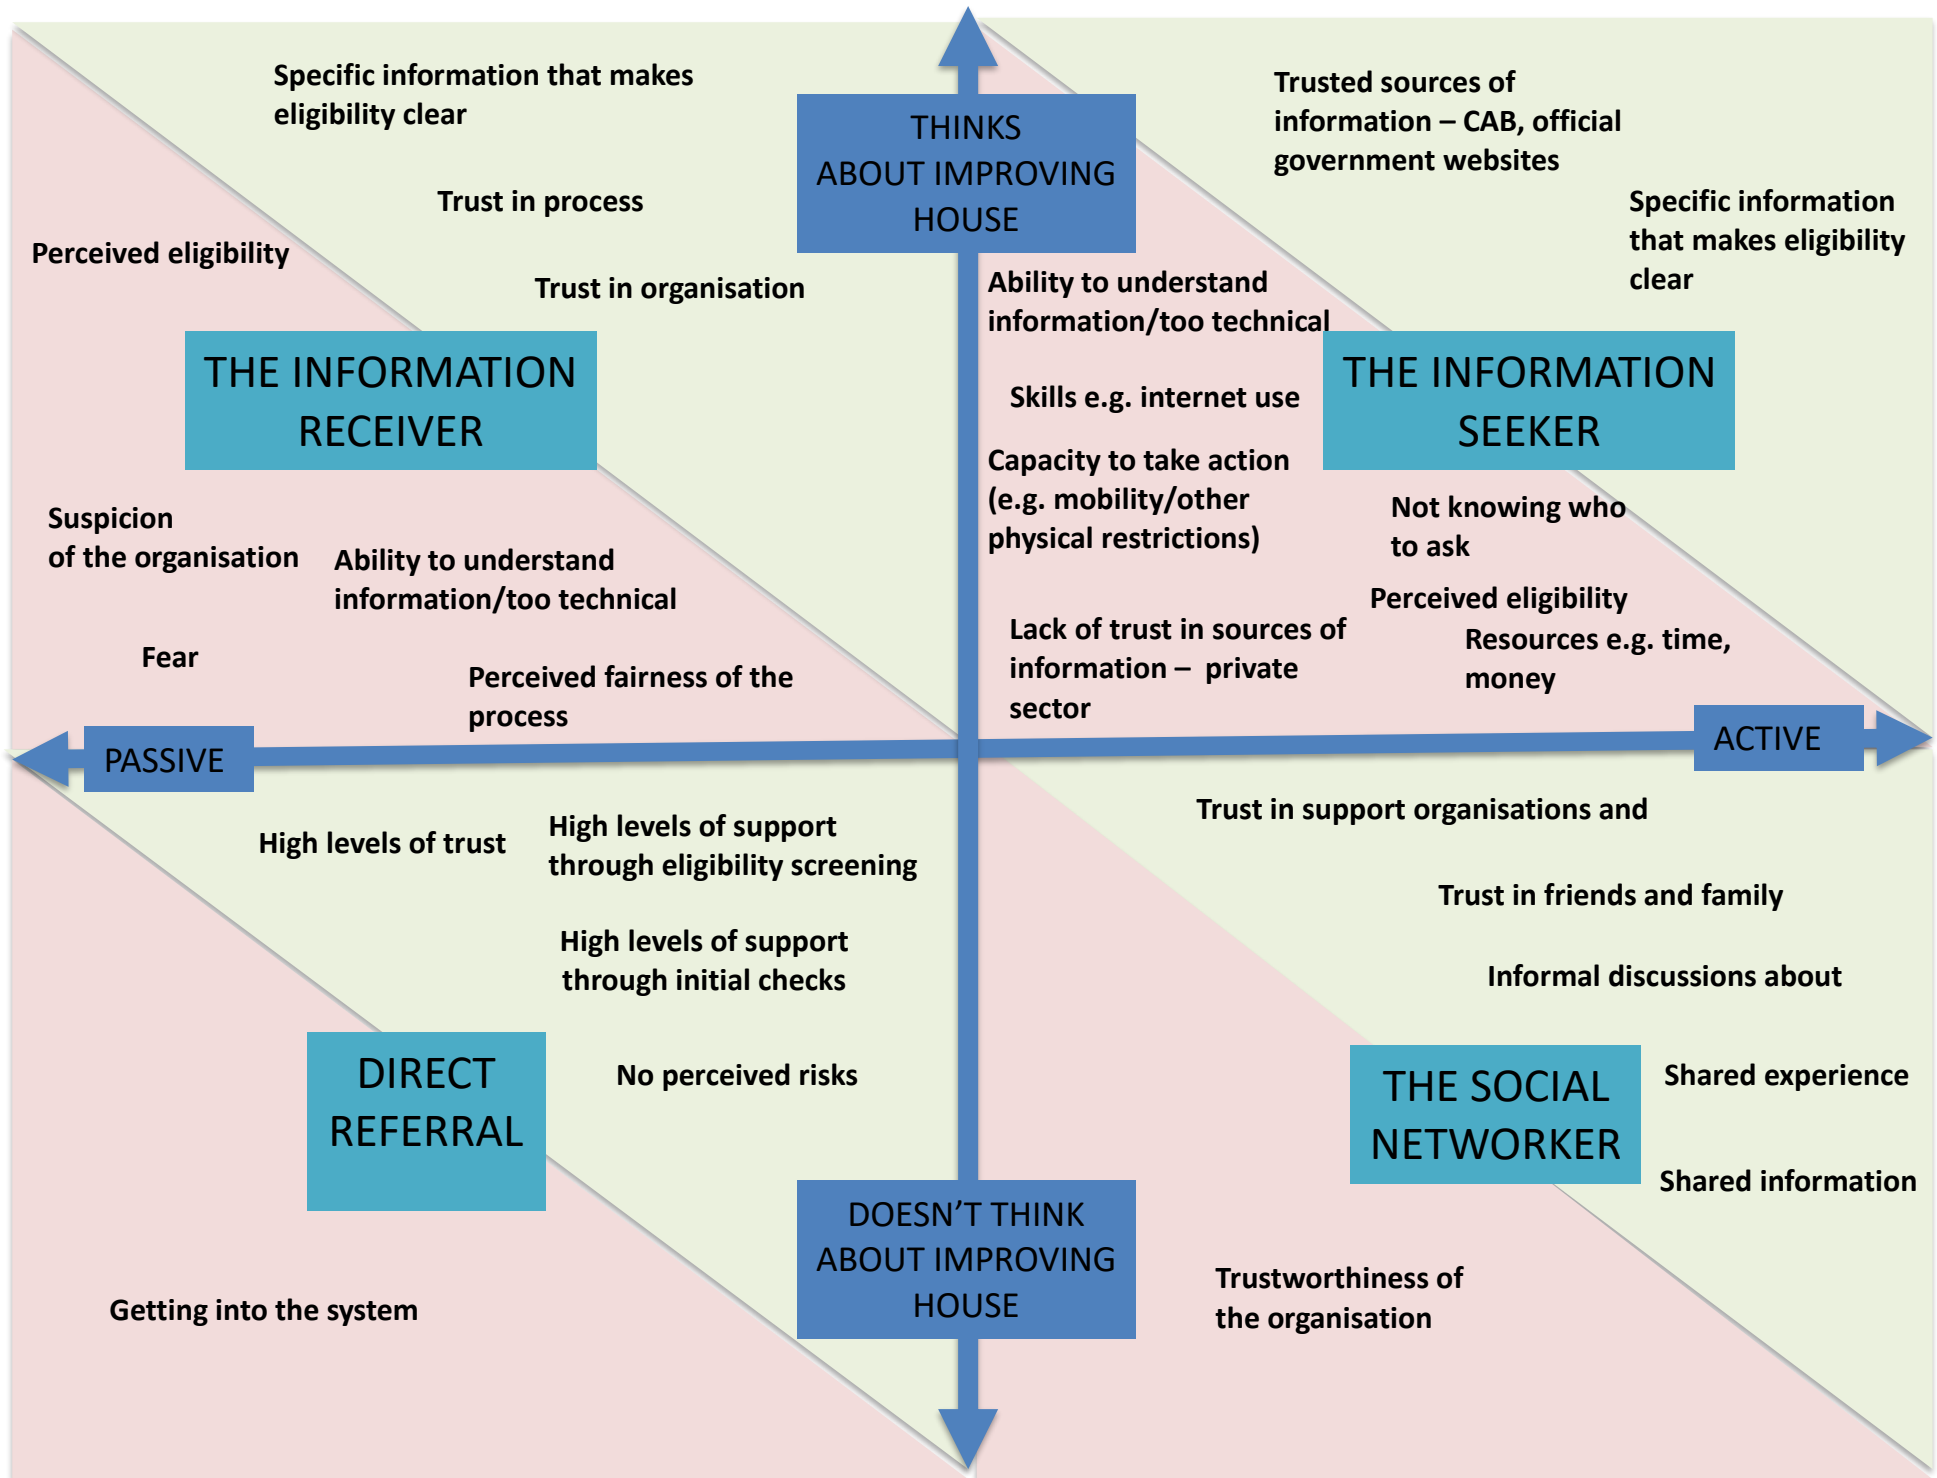 Specific information that makes
eligibility clear
Trust in process
Trust in organisation
Perceived eligibility
THE INFORMATION
RECEIVER
Suspicion
of the organisation
Ability to understand
information/too technical
Fear
Perceived fairness of the
process
THINKS
ABOUT IMPROVING
HOUSE
Trusted sources of
information – CAB, official
government websites
Specific information
that makes eligibility
clear
Ability to understand
information/too technical
Skills e.g. internet use
THE INFORMATION
SEEKER
Capacity to take action
(e.g. mobility/other
physical restrictions)
Not knowing who
to ask
Perceived eligibility
Lack of trust in sources of
information – private
sector
Resources e.g. time,
money
PASSIVE
ACTIVE
High levels of trust
High levels of support
through eligibility screening
High levels of support
through initial checks
No perceived risks
DIRECT
REFERRAL
Getting into the system
DOESN'T THINK
ABOUT IMPROVING
HOUSE
Trust in support organisations and
Trust in friends and family
Informal discussions about
THE SOCIAL
NETWORKER
Shared experience
Shared information
Trustworthiness of
the organisation